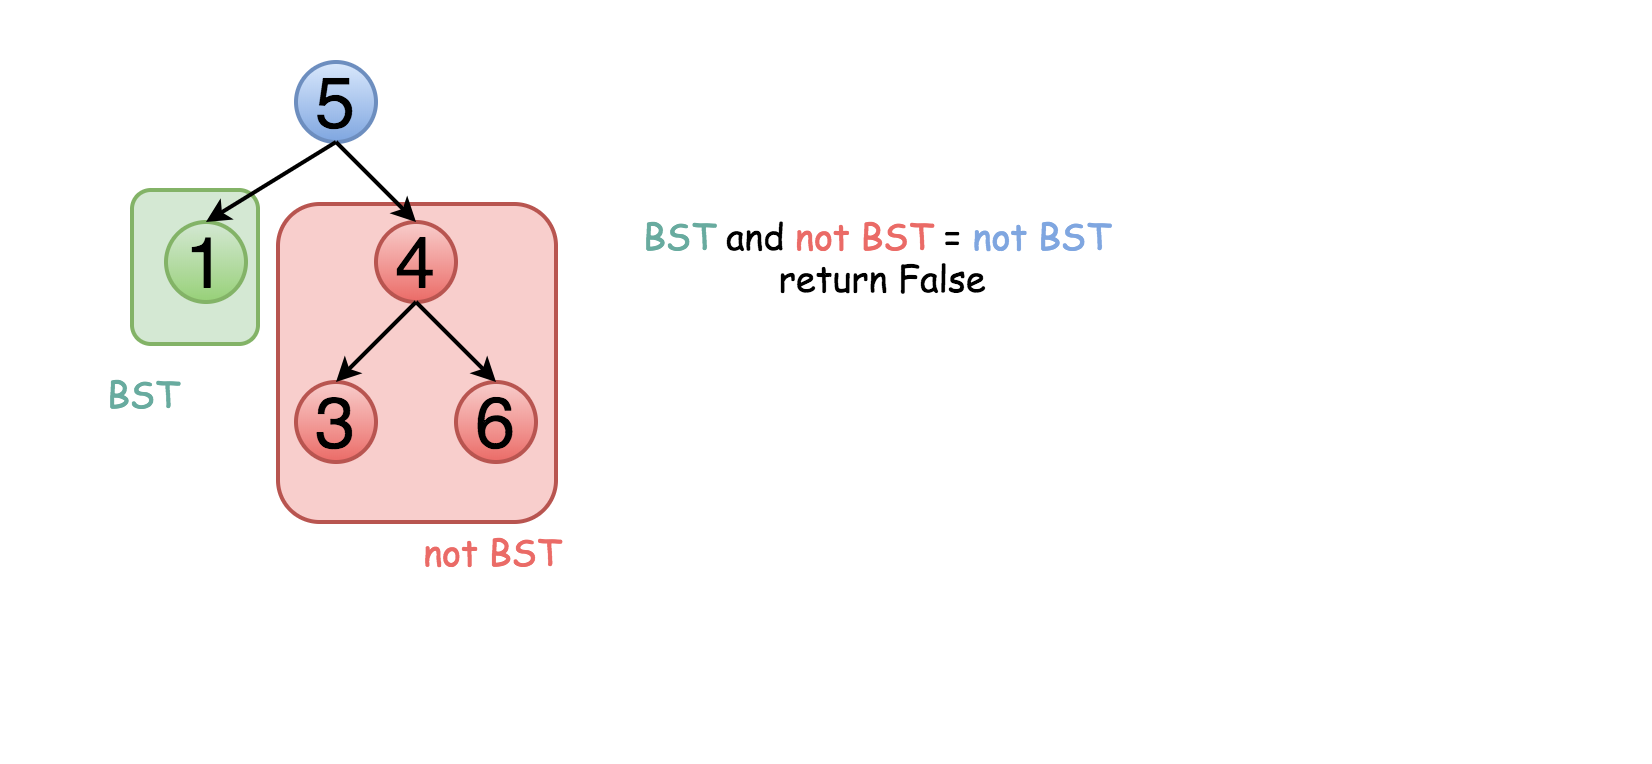 5
1
4
BST and not BST = not BST
return False
3
6
BST
not BST